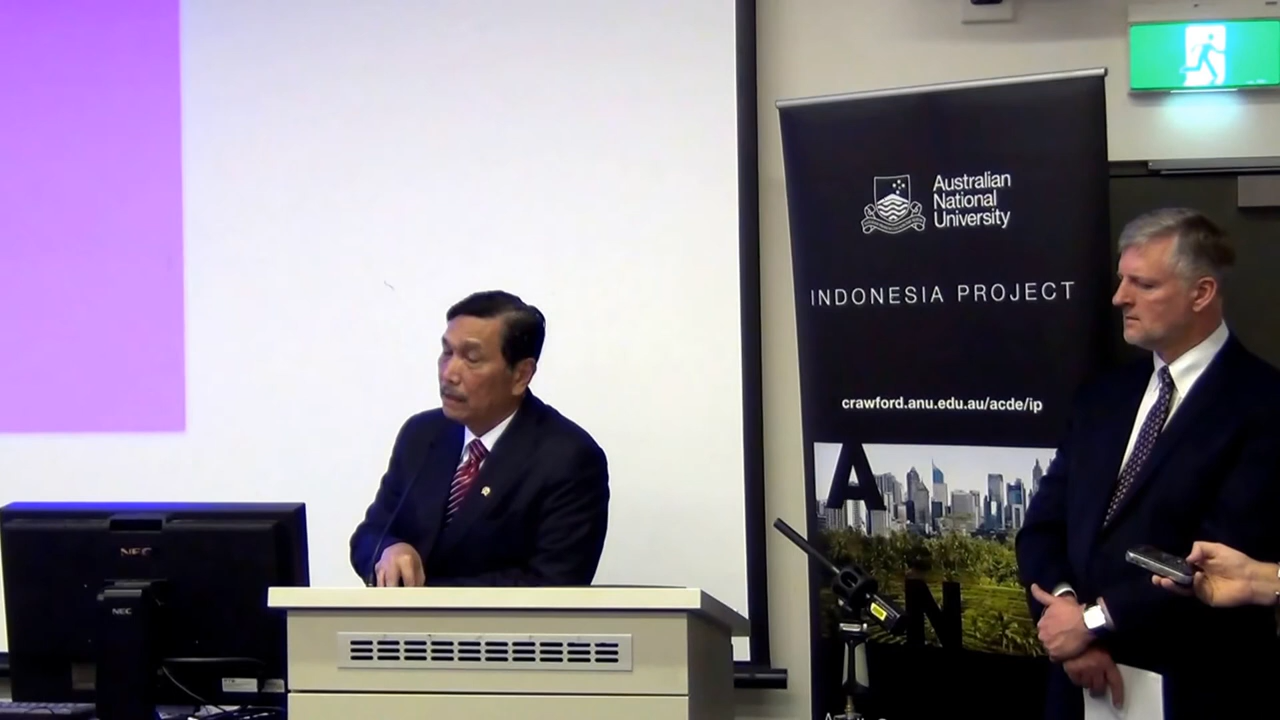 Australian
National
University
INDONESIA PROJECT
crawford.anu.edu.au/acde/ip
A
N
NEC
NEC